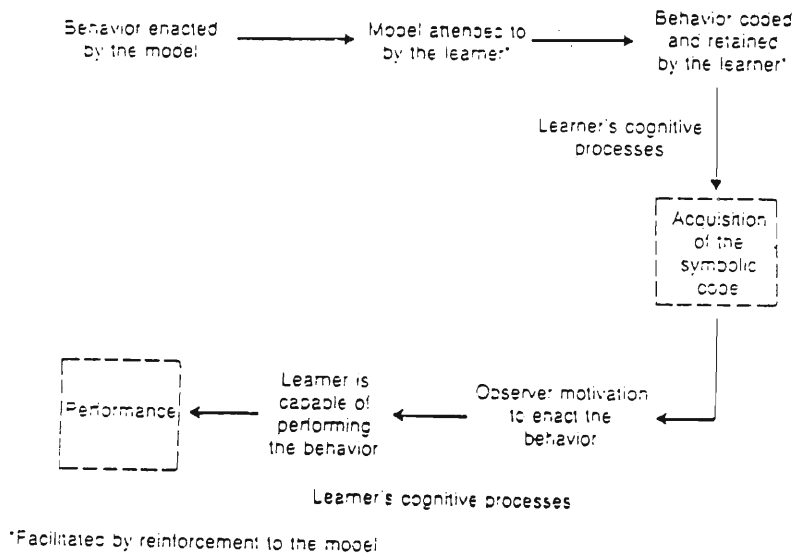 Behavior enacted
by the model
Model attended to
by the learner*
Behavior coded
and retained
by the learner*
Learner's cognitive
processes
Acquisition
of the
symbolic
code
Observer motivation
to enact the
behavior
Learner is
capable of
performing
the behavior
Performance
Learner's cognitive processes
*Facilitated by reinforcement to the model